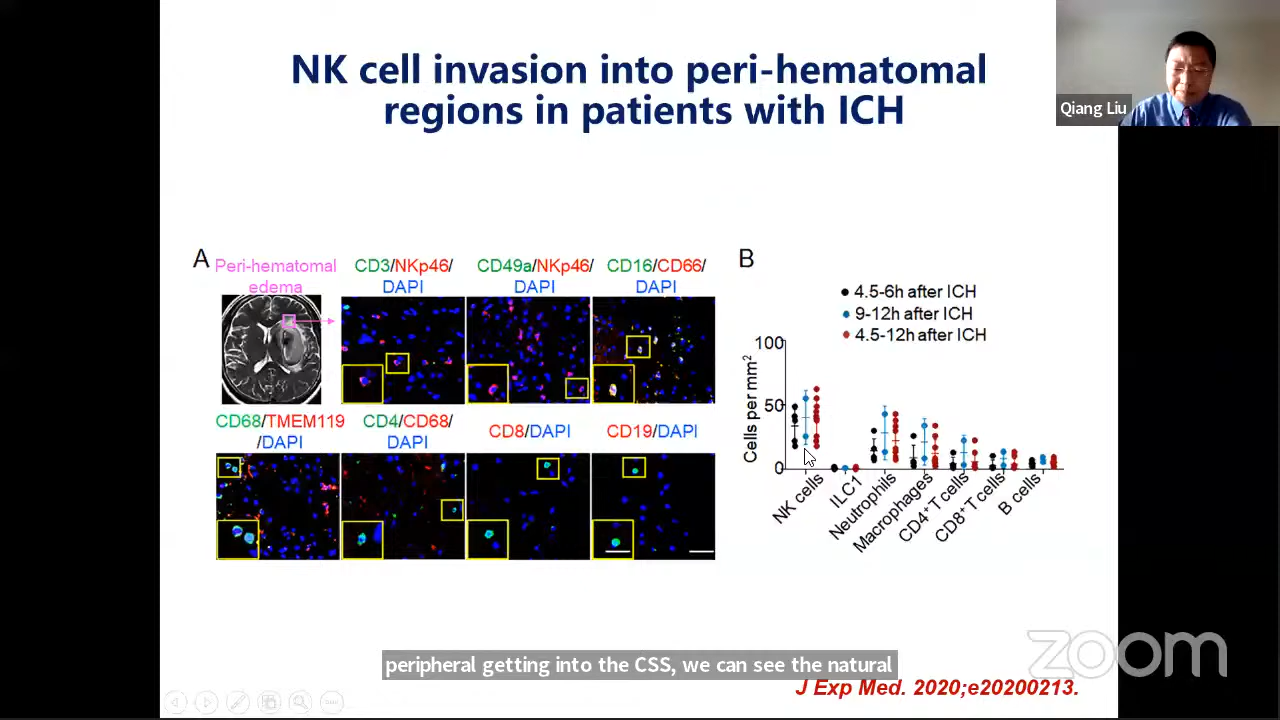 NK cell invasion into peri-hematomal
regions in patients with ICH
Qiang Liu
A
Peri-hematomal
edema
CD3/NKp46/
DAPI
CD49a/NKp46/
DAPI
CD16/CD66/
DAPI
CD68/TMEM119
/DAPI
CD4/CD68/
DAPI
CD8/DAPI
CD19/DAPI
B
4.5-6h after ICH
9-12h after ICH
4.5-12h after ICH
Cells per mm²
100
50
0
NK cells
ILC1
Neutrophils
Macrophages
CD4⁺T cells
CD8⁺T cells
B cells
peripheral getting into the CSS, we can see the natural
zoom
J Exp Med. 2020;e20200213.